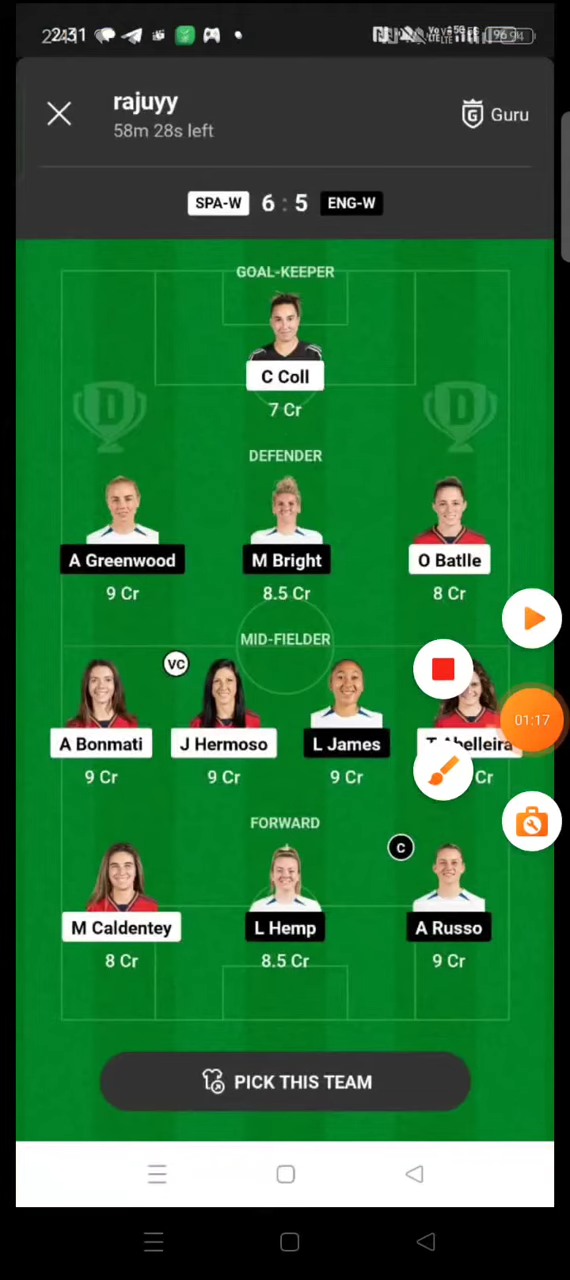 rajuyy
58m 28s left
G Guru
SPA-W 6 : 5 ENG-W
GOAL-KEEPER
C Coll
7 Cr
D D
DEFENDER
A Greenwood M Bright O Batlle
9 Cr 8.5 Cr 8 Cr
MID-FIELDER
VC
A Bonmati J Hermoso L James Abelleira
9 Cr 9 Cr 9 Cr Cr
01:17
FORWARD
C
M Caldentey L Hemp A Russo
8 Cr 8.5 Cr 9 Cr
PICK THIS TEAM